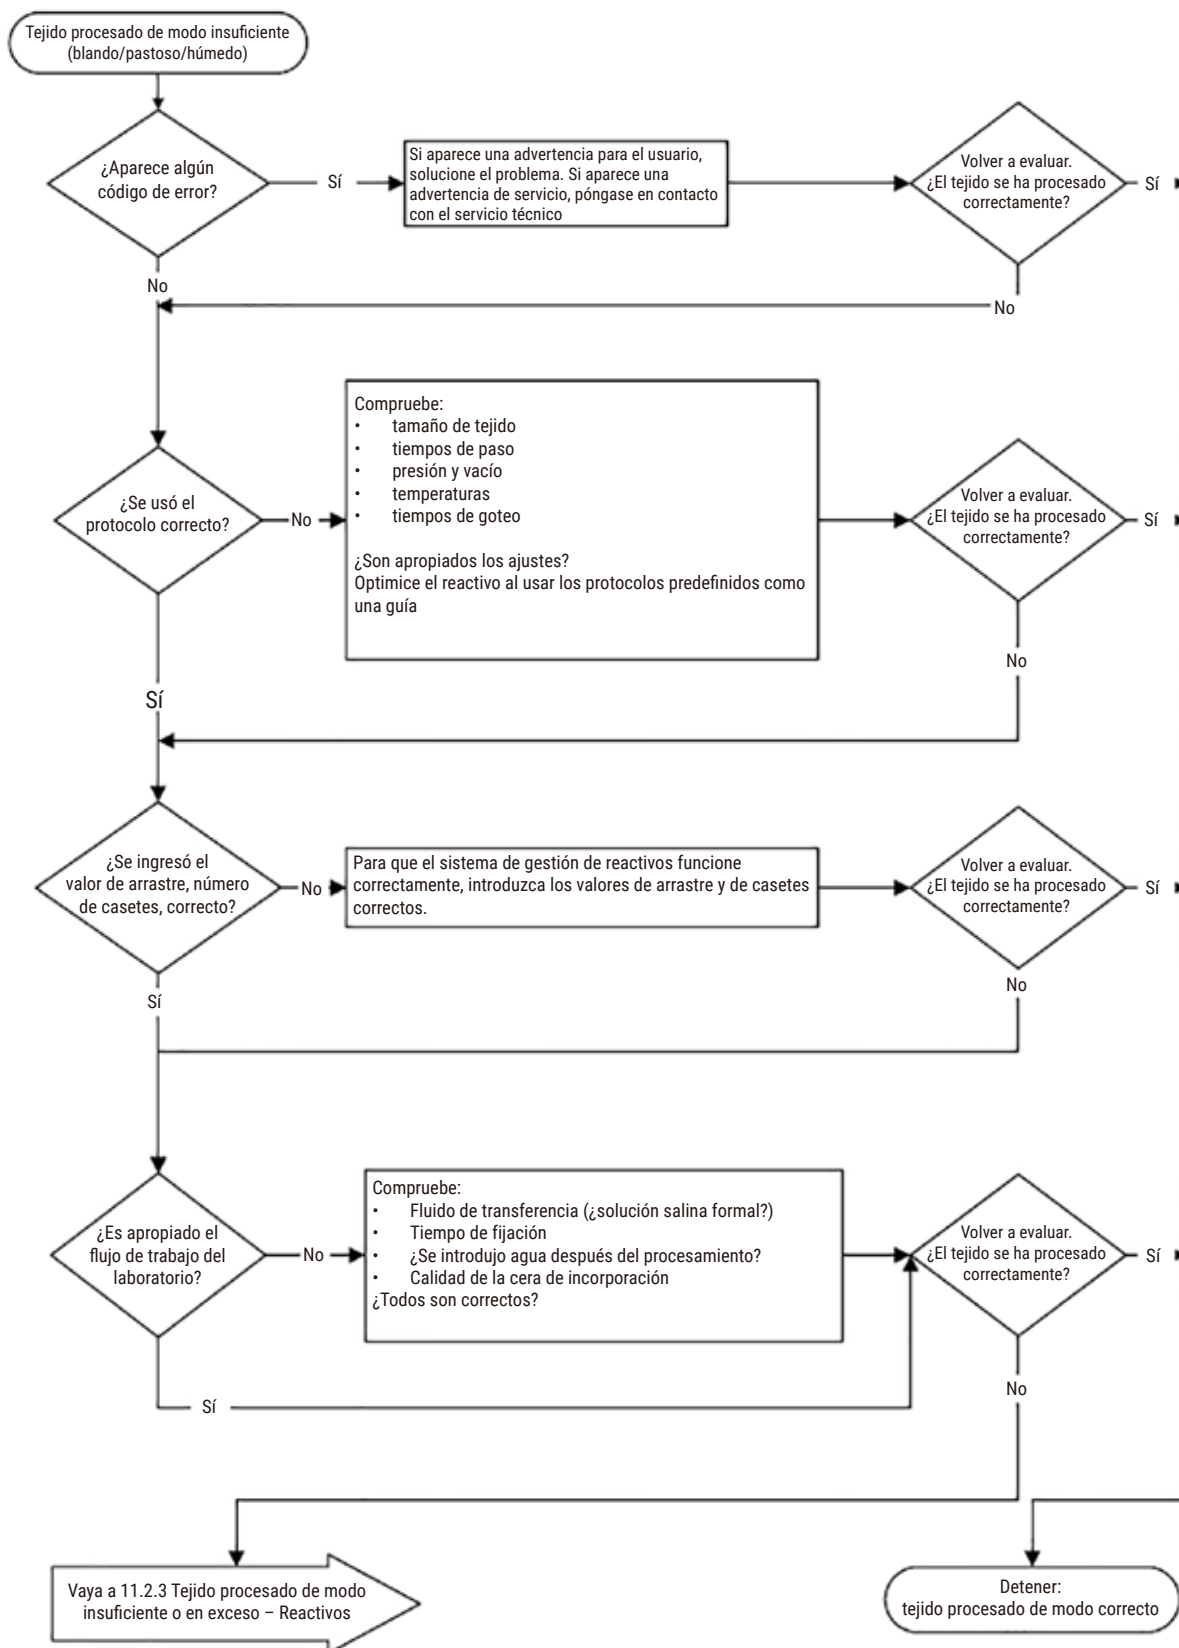 Tejido procesado de modo insuficiente
(blando/pastoso/húmedo)
¿Aparece algún
código de error?
Sí
Si aparece una advertencia para el usuario,
solucione el problema. Si aparece una
advertencia de servicio, póngase en contacto
con el servicio técnico
Volver a evaluar.
¿El tejido se ha procesado
correctamente?
Sí
No
No
¿Se usó el
protocolo correcto?
No
Compruebe:
• tamaño de tejido
• tiempos de paso
• presión y vacío
• temperaturas
• tiempos de goteo
¿Son apropiados los ajustes?
Optimice el reactivo al usar los protocolos predefinidos como
una guía
Volver a evaluar.
¿El tejido se ha procesado
correctamente?
Sí
No
Sí
¿Se ingresó el
valor de arrastre, número
de casetes, correcto?
No
Para que el sistema de gestión de reactivos funcione
correctamente, introduzca los valores de arrastre y de casetes
correctos.
Volver a evaluar.
¿El tejido se ha procesado
correctamente?
Sí
No
Sí
¿Es apropiado el
flujo de trabajo del
laboratorio?
No
Compruebe:
• Fluido de transferencia (¿solución salina formal?)
• Tiempo de fijación
• ¿Se introdujo agua después del procesamiento?
• Calidad de la cera de incorporación
¿Todos son correctos?
Volver a evaluar.
¿El tejido se ha procesado
correctamente?
Sí
No
Sí
Vaya a 11.2.3 Tejido procesado de modo
insuficiente o en exceso – Reactivos
Detener:
tejido procesado de modo correcto